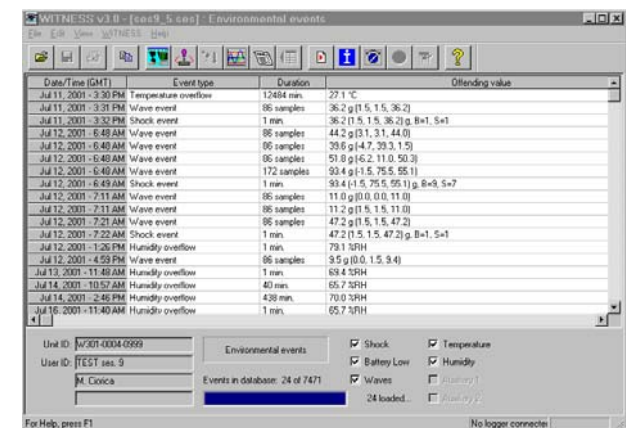 WITNESS v3.0 - [ses9_5.ses] : Environmental events
File Edit View WITNESS Help
Date/Time (GMT) Event type Duration Offending value
Jul 11, 2001 - 3:30 PM Temperature overflow 12484 min. 27.1 °C
Jul 11, 2001 - 3:31 PM Wave event 86 samples 36.2 g (1.5, 1.5, 36.2)
Jul 11, 2001 - 3:32 PM Shock event 1 min. 36.2 (1.5, 1.5, 36.2) g, B=1, S=1
Jul 12, 2001 - 6:48 AM Wave event 86 samples 44.2 g (3.1, 3.1, 44.0)
Jul 12, 2001 - 6:48 AM Wave event 86 samples 39.6 g (-4.7, 39.3, 1.5)
Jul 12, 2001 - 6:48 AM Wave event 86 samples 51.8 g (-6.2, 11.0, 50.3)
Jul 12, 2001 - 6:48 AM Wave event 172 samples 93.4 g (-1.5, 75.5, 55.1)
Jul 12, 2001 - 6:49 AM Shock event 1 min. 93.4 (-1.5, 75.5, 55.1) g, B=9, S=7
Jul 12, 2001 - 7:11 AM Wave event 86 samples 11.0 g (0.0, 0.0, 11.0)
Jul 12, 2001 - 7:11 AM Wave event 86 samples 11.2 g (1.5, 1.5, 11.0)
Jul 12, 2001 - 7:21 AM Wave event 86 samples 47.2 g (1.5, 1.5, 47.2)
Jul 12, 2001 - 7:22 AM Shock event 1 min. 47.2 (1.5, 1.5, 47.2) g, B=1, S=1
Jul 12, 2001 - 1:26 PM Humidity overflow 1 min. 79.1 %RH
Jul 12, 2001 - 4:59 PM Wave event 86 samples 9.5 g (0.0, 1.5, 9.4)
Jul 13, 2001 - 11:48 AM Humidity overflow 1 min. 69.4 %RH
Jul 14, 2001 - 10:57 AM Humidity overflow 40 min. 65.7 %RH
Jul 14, 2001 - 2:46 PM Humidity overflow 438 min. 70.0 %RH
Jul 16, 2001 - 11:40 AM Humidity overflow 1 min. 65.7 %RH
Unit ID: W301-0004-0999 Environmental events Shock Temperature
User ID: TEST ses. 9 Battery Low Humidity
M. Ciorica Events in database: 24 of 7471 Waves Auxiliary 1
24 loaded... Auxiliary 2
For Help, press F1 No logger connected